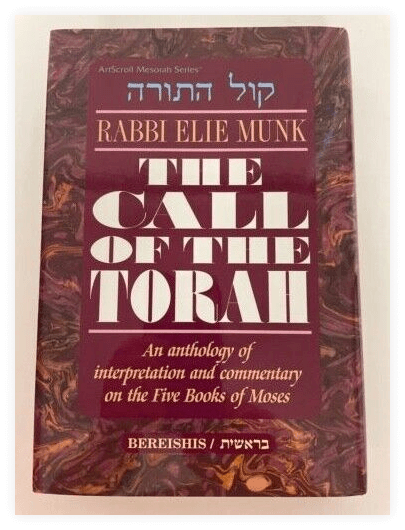 ArtScroll Mesorah Series®
קול התורה
RABBI ELIE MUNK
THE
CALL
OF THE
TORAH
An anthology of
interpretation and commentary
on the Five Books of Moses
BEREISHIS / בראשית